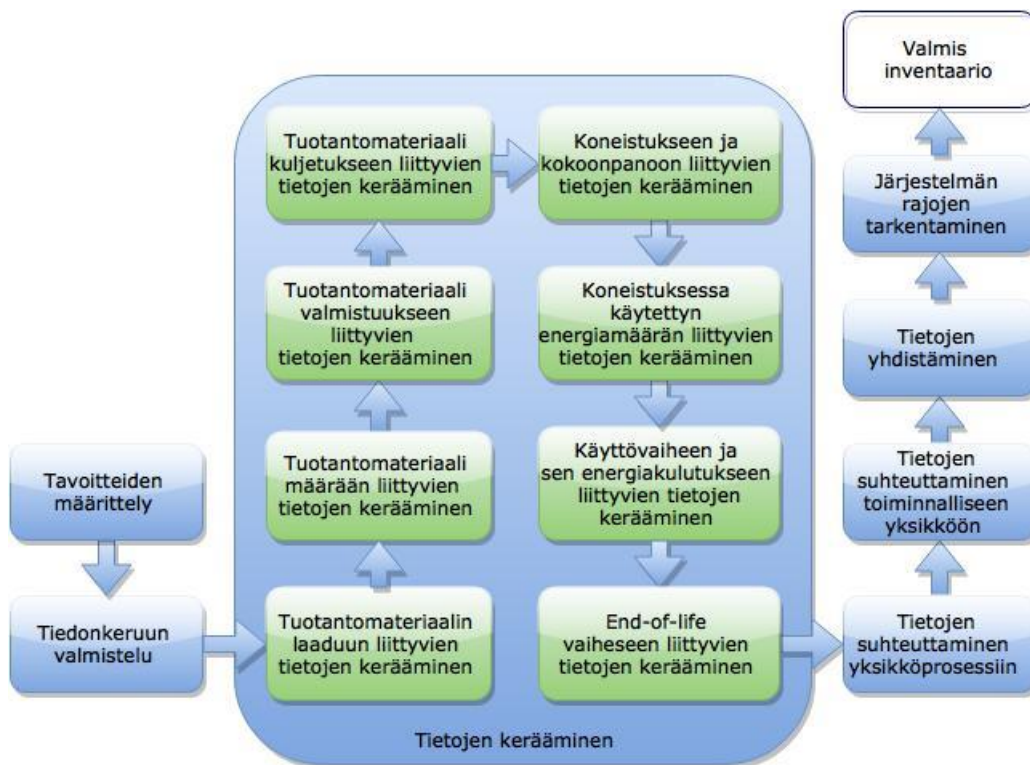 Tavoitteiden
määrittely
Tiedonkeruun
valmistelu
Tuotantomateriaalin
laaduun liittyvien
tietojen kerääminen
Tuotantomateriaali
määrään liittyvien
tietojen kerääminen
Tuotantomateriaali
valmistuukseen
liittyvien
tietojen kerääminen
Tuotantomateriaali
kuljetukseen liittyvien
tietojen kerääminen
Koneistukseen ja
kokoonpanoon liittyvien
tietojen kerääminen
Koneistuksessa
käytettyn
energiamäärän liittyvien
tietojen kerääminen
Käyttövaiheen ja
sen energiakulutukseen
liittyvien tietojen
kerääminen
End-of-life
vaiheseen liittyvien
tietojen kerääminen
Tietojen kerääminen
Tietojen
suhteuttaminen
yksikköprosessiin
Tietojen
suhteuttaminen
toiminnalliseen
yksikköön
Tietojen
yhdistäminen
Järjestelmän
rajojen
tarkentaminen
Valmis
inventaario